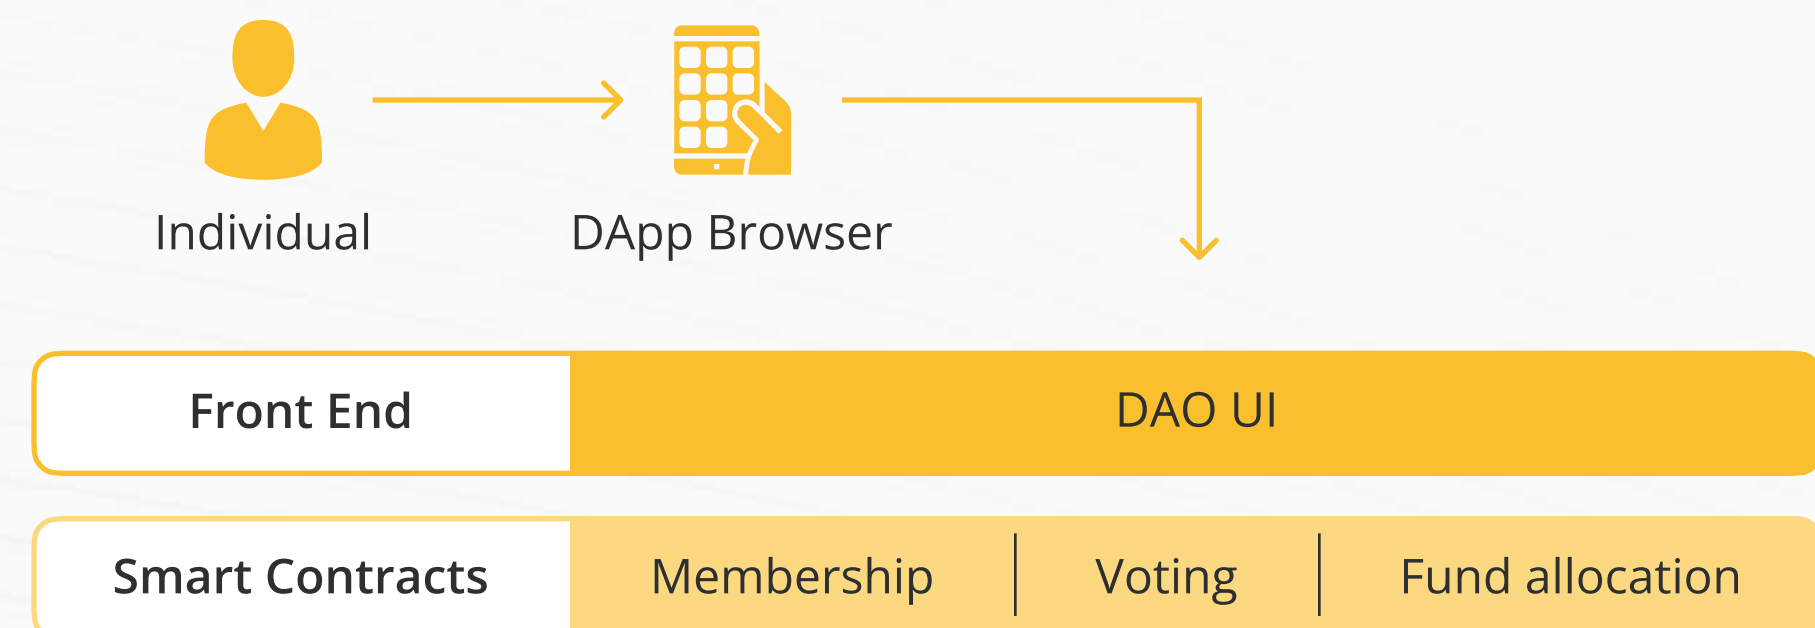 Individual
DApp Browser
Front End
DAO UI
Smart Contracts
Membership
Voting
Fund allocation